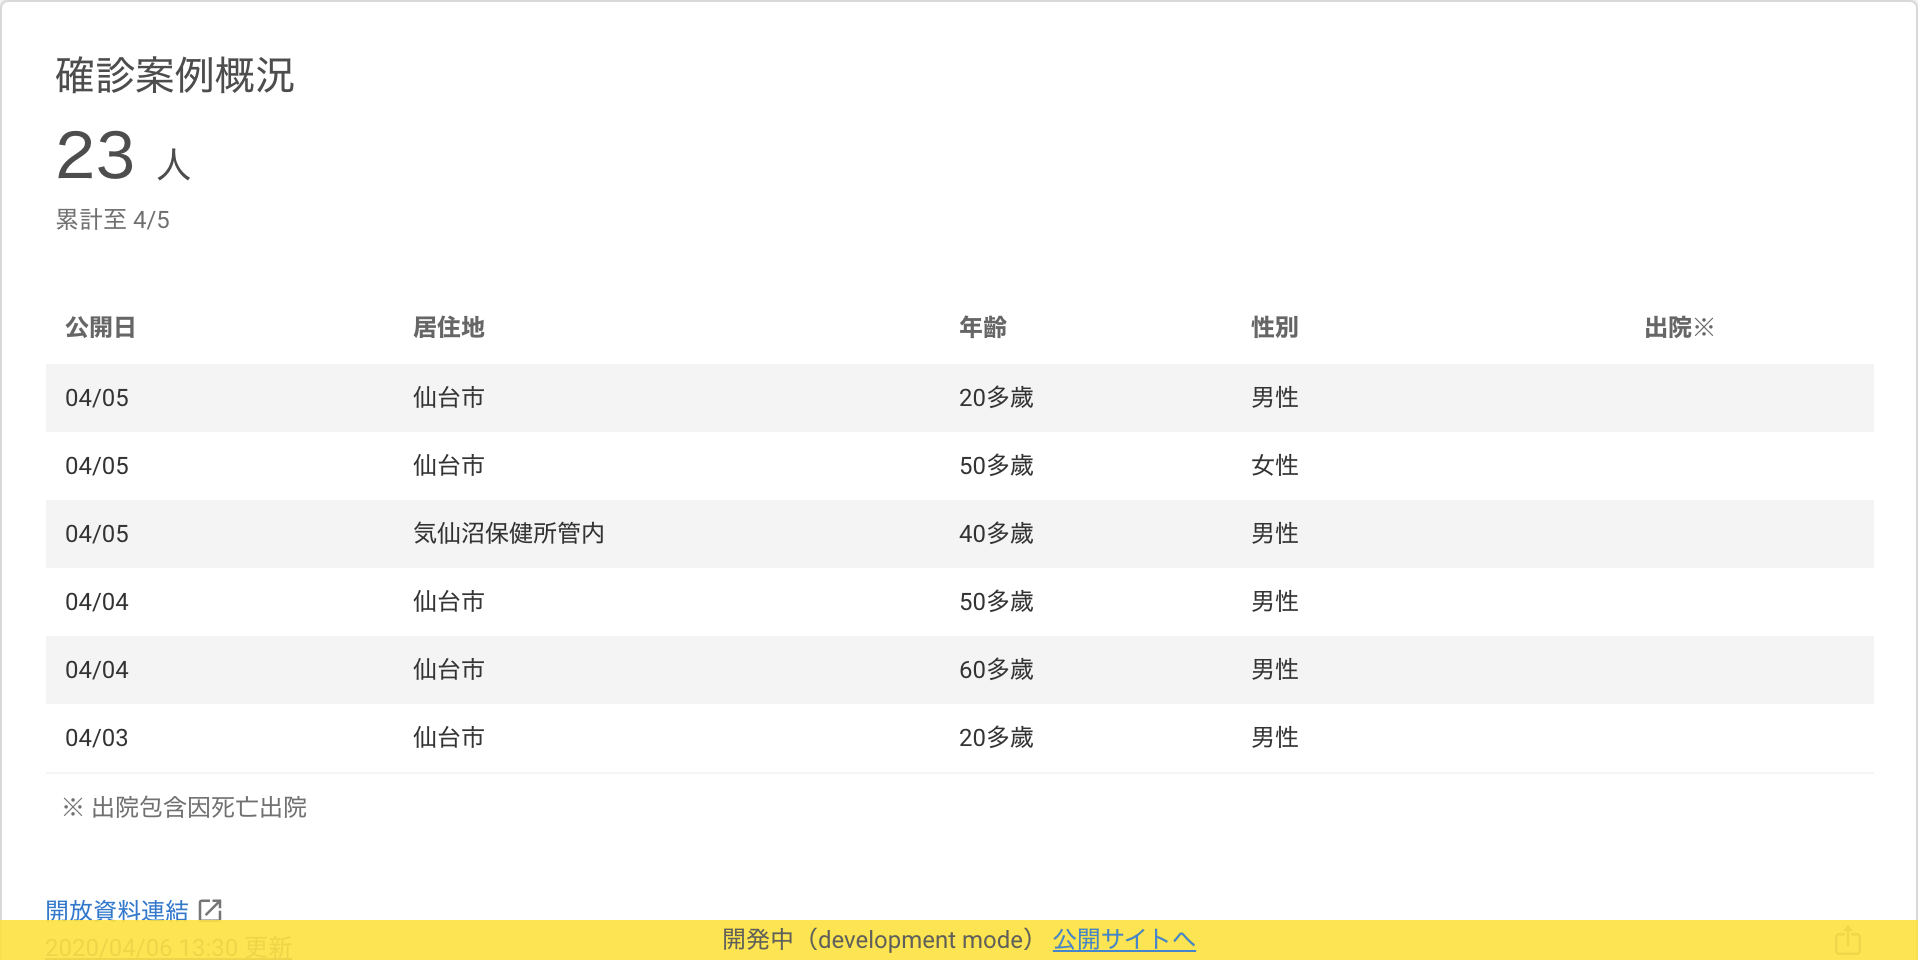 確診案例概況
23 人
累計至 4/5
公開日 居住地 年齡 性別 出院※
04/05 仙台市 20多歲 男性
04/05 仙台市 50多歲 女性
04/05 気仙沼保健所管内 40多歲 男性
04/04 仙台市 50多歲 男性
04/04 仙台市 60多歲 男性
04/03 仙台市 20多歲 男性
※ 出院包含因死亡出院
開放資料連結
2020/04/06 13:30 更新
開発中（development mode） 公開サイトへ